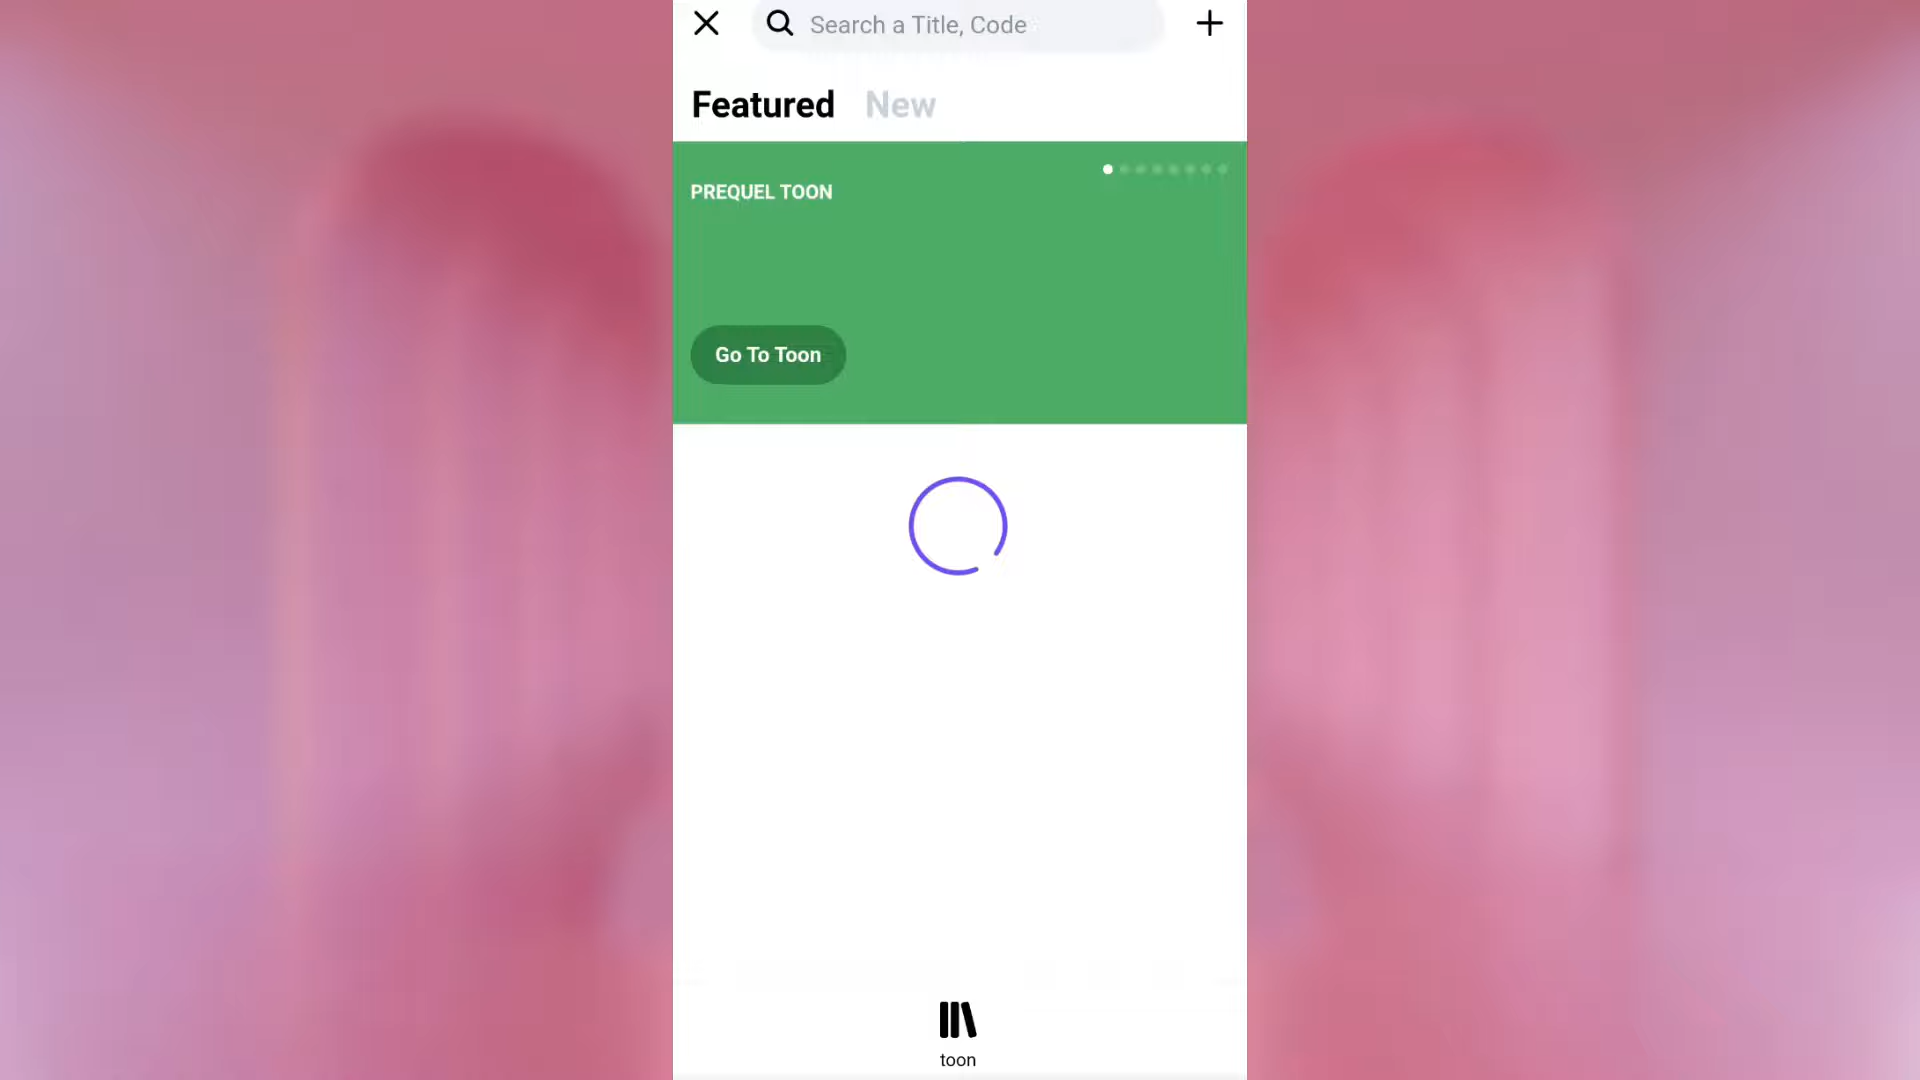 Search a Title, Code
Featured New
PREQUEL TOON
Go To Toon
toon